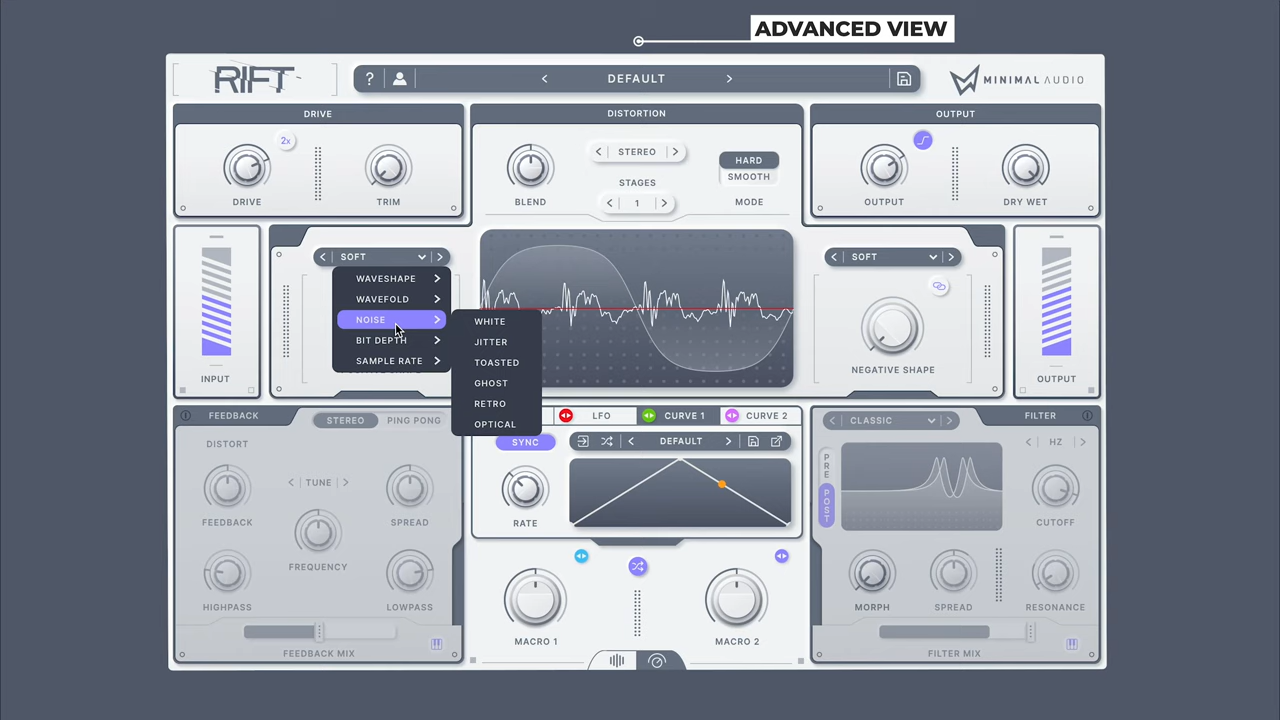 ADVANCED VIEW
RIFT
?
DEFAULT
MINIMAL AUDIO
DRIVE
DISTORTION
OUTPUT
2x
DRIVE
TRIM
BLEND
STEREO
STAGES
1
HARD
SMOOTH
MODE
OUTPUT
DRY WET
INPUT
SOFT
WAVESHAPE
WAVEFOLD
NOISE
BIT DEPTH
SAMPLE RATE
WHITE
JITTER
TOASTED
GHOST
RETRO
OPTICAL
SOFT
NEGATIVE SHAPE
OUTPUT
FEEDBACK
STEREO
PING PONG
DISTORT
FEEDBACK
TUNE
FREQUENCY
SPREAD
HIGHPASS
LOWPASS
FEEDBACK MIX
LFO
CURVE 1
CURVE 2
SYNC
DEFAULT
RATE
MACRO 1
MACRO 2
CLASSIC
FILTER
PRE
POST
HZ
CUTOFF
MORPH
SPREAD
RESONANCE
FILTER MIX